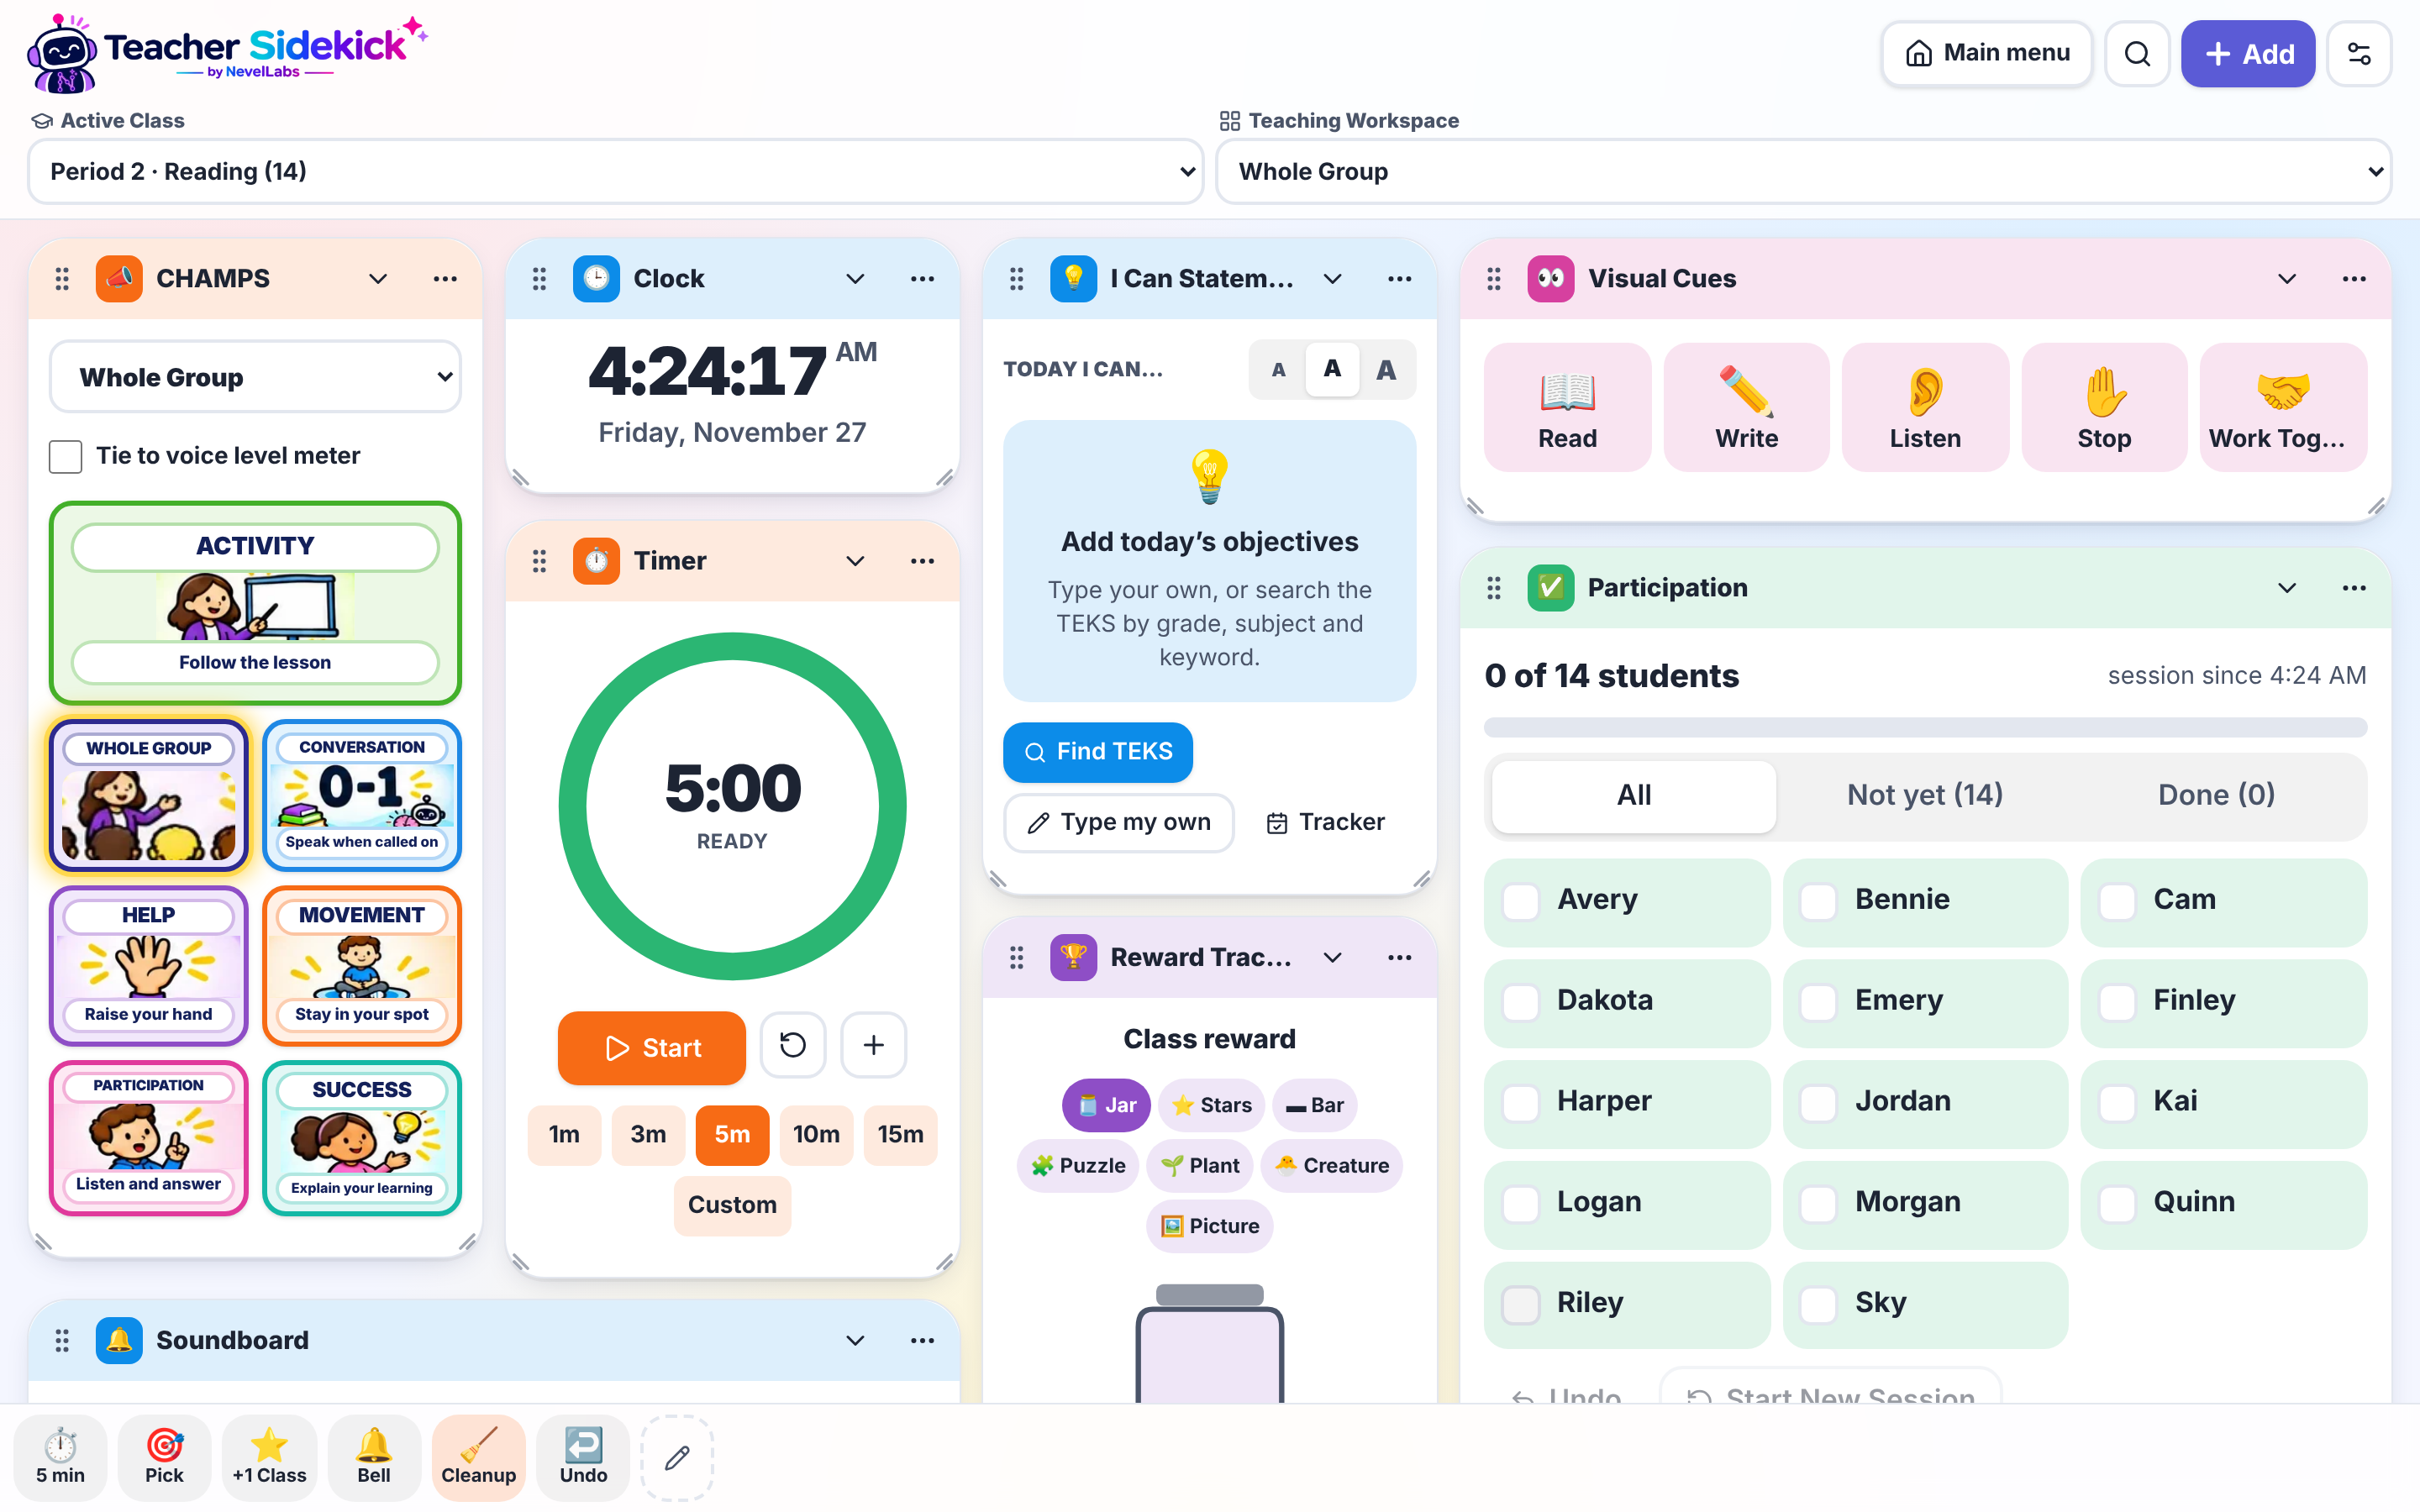 Teacher Sidekick
by NevelLabs
Main menu
Add
Active Class
Period 2 · Reading (14)
Teaching Workspace
Whole Group
CHAMPS
Whole Group
Tie to voice level meter
ACTIVITY
Follow the lesson
WHOLE GROUP
CONVERSATION
0-1
Speak when called on
HELP
Raise your hand
MOVEMENT
Stay in your spot
PARTICIPATION
Listen and answer
SUCCESS
Explain your learning
Clock
4:24:17 AM
Friday, November 27
Timer
5:00
READY
Start
1m
3m
5m
10m
15m
Custom
Soundboard
I Can Statem...
TODAY I CAN...
A
A
A
Add today’s objectives
Type your own, or search the
TEKS by grade, subject and
keyword.
Find TEKS
Type my own
Tracker
Reward Trac...
Class reward
Jar
Stars
Bar
Puzzle
Plant
Creature
Picture
Visual Cues
Read
Write
Listen
Stop
Work Tog...
Participation
0 of 14 students
session since 4:24 AM
All
Not yet (14)
Done (0)
Avery
Bennie
Cam
Dakota
Emery
Finley
Harper
Jordan
Kai
Logan
Morgan
Quinn
Riley
Sky
Undo
Start New Session
5 min
Pick
+1 Class
Bell
Cleanup
Undo